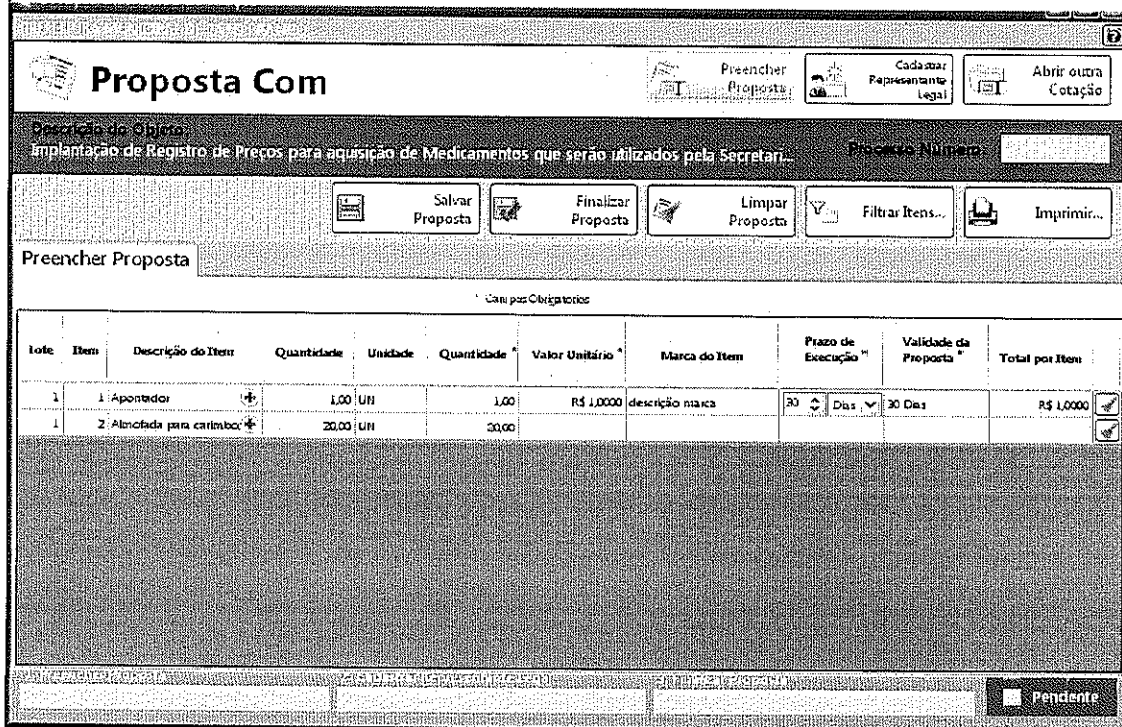 Proposta Com
Preencher
Proposta
Cadastrar
Representante
Legal
Abrir outra
Cotação
Descrição do Objeto:
Implantação de Registro de Preços para aquisição de Medicamentos que serão utilizados pela Secretari...
Processo Número:
Salvar
Proposta
Finalizar
Proposta
Limpar
Proposta
Filtrar Itens...
Imprimir...
Preencher Proposta
* Campos Obrigatorios
Lote Item Descrição do Item Quantidade Unidade Quantidade * Valor Unitário * Marca do Item Prazo de Execução * Validade da Proposta * Total por Item
1 1 Apontador 1,00 UN 1,00 R$ 1,0000 descrição marca 30 Dias 30 Dias R$ 1,0000
1 2 Almofada para carimbo 20,00 UN 20,00
Pendente